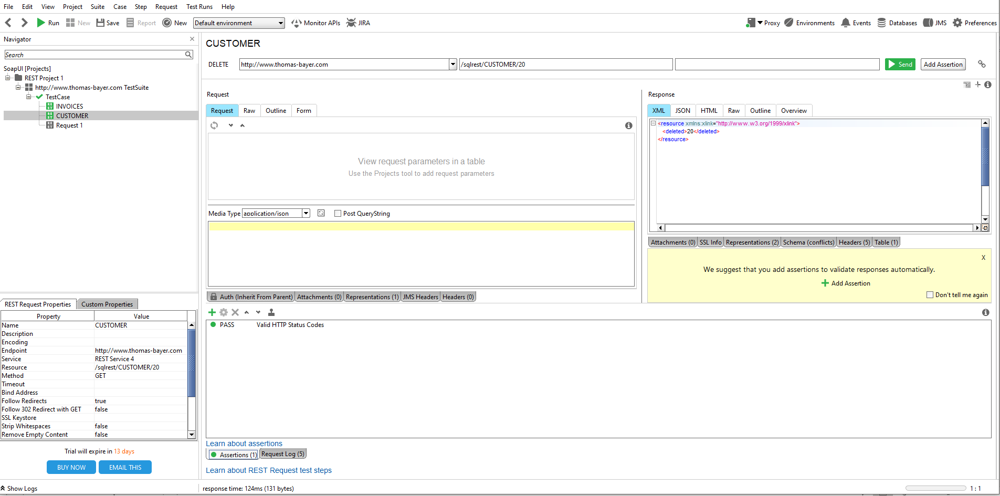 File Edit View Project Suite Case Step Request Test Runs Help
Run New Save Report New Default environment Monitor APIs JIRA Proxy Environments Events Databases JMS Preferences
Navigator
Search
SoapUI [Projects]
REST Project 1
http://www.thomas-bayer.com TestSuite
TestCase
INVOICES
CUSTOMER
Request 1
REST Request Properties Custom Properties
Property Value
Name CUSTOMER
Description
Encoding
Endpoint http://www.thomas-bayer.com
Service REST Service 4
Resource /sqlrest/CUSTOMER/20
Method GET
Timeout
Bind Address
Follow Redirects true
Follow 302 Redirect with GET false
SSL Keystore
Strip Whitespaces false
Remove Empty Content false
Trial will expire in 13 days
BUY NOW EMAIL THIS
CUSTOMER
DELETE http://www.thomas-bayer.com /sqlrest/CUSTOMER/20 Send Add Assertion
Request
Request Raw Outline Form
View request parameters in a table
Use the Projects tool to add request parameters
Media Type application/json Post QueryString
Auth (Inherit From Parent) Attachments (0) Representations (1) JMS Headers Headers (0)
Response
XML JSON HTML Raw Outline Overview
<resource xmlns:xlink="http://www.w3.org/1999/xlink">
<deleted>20</deleted>
</resource>
Attachments (0) SSL Info Representations (2) Schema (conflicts) Headers (5) Table (1)
X
We suggest that you add assertions to validate responses automatically.
Add Assertion
Don't tell me again
PASS Valid HTTP Status Codes
Learn about assertions
Assertions (1) Request Log (5)
Learn about REST Request test steps
Show Logs response time: 124ms (131 bytes) 1 : 1